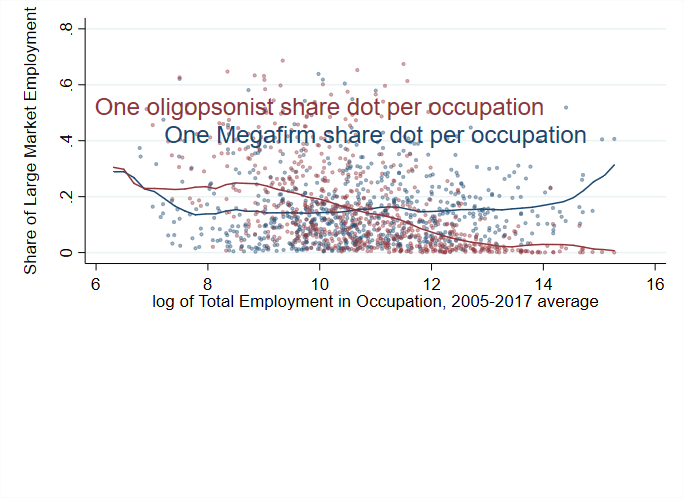 Share of Large Market Employment
.8
.6
.4
.2
0
One oligopsonist share dot per occupation
One Megafirm share dot per occupation
6 8 10 12 14 16
log of Total Employment in Occupation, 2005-2017 average